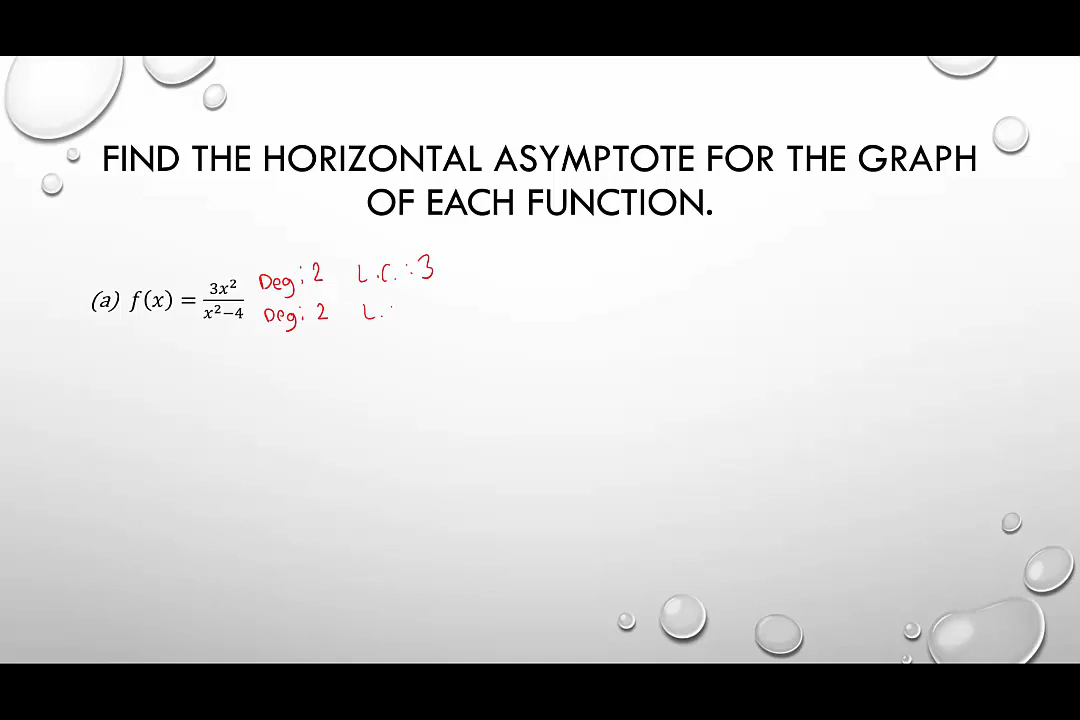 FIND THE HORIZONTAL ASYMPTOTE FOR THE GRAPH
OF EACH FUNCTION.
(a) f(x) = 3x²/(x²−4)
Deg: 2 L.C.: 3
Deg: 2 L.